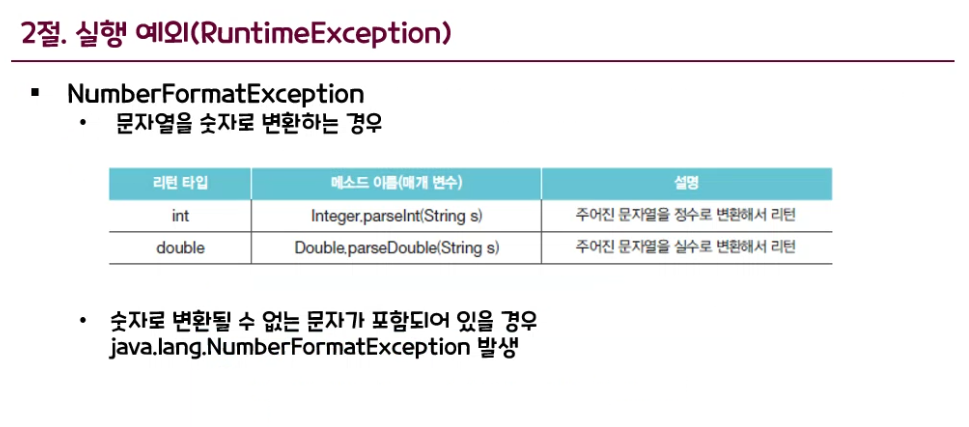 2절. 실행 예외(RuntimeException)
▪ NumberFormatException
• 문자열을 숫자로 변환하는 경우
리턴 타입 메소드 이름(매개 변수) 설명
int Integer.parseInt(String s) 주어진 문자열을 정수로 변환해서 리턴
double Double.parseDouble(String s) 주어진 문자열을 실수로 변환해서 리턴
• 숫자로 변환될 수 없는 문자가 포함되어 있을 경우
java.lang.NumberFormatException 발생